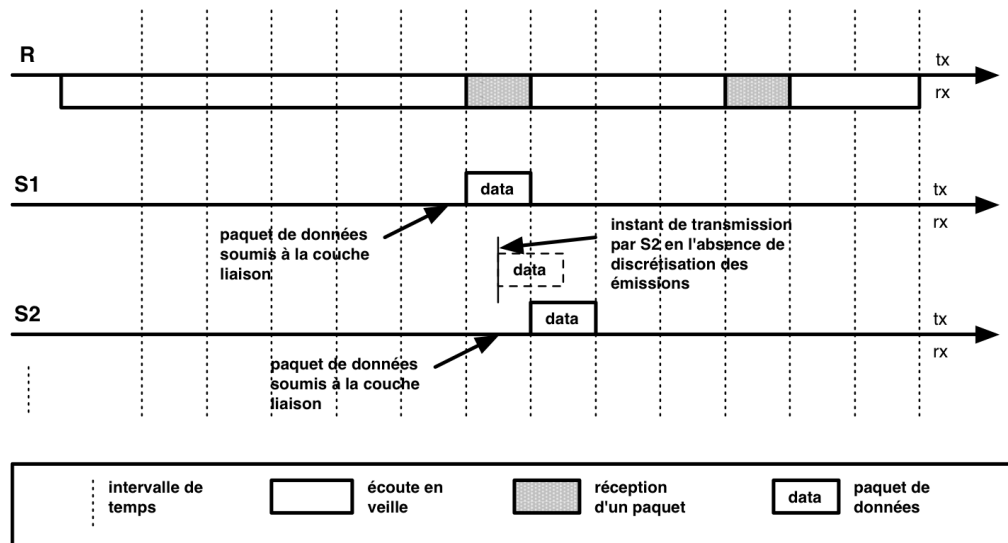 R
tx
rx
S1
data
tx
rx
paquet de données
soumis à la couche
liaison
instant de transmission
par S2 en l'absence de
discrétisation des
émissions
data
S2
data
tx
rx
paquet de données
soumis à la couche
liaison
intervalle de
temps
écoute en
veille
réception
d'un paquet
data
paquet de
données